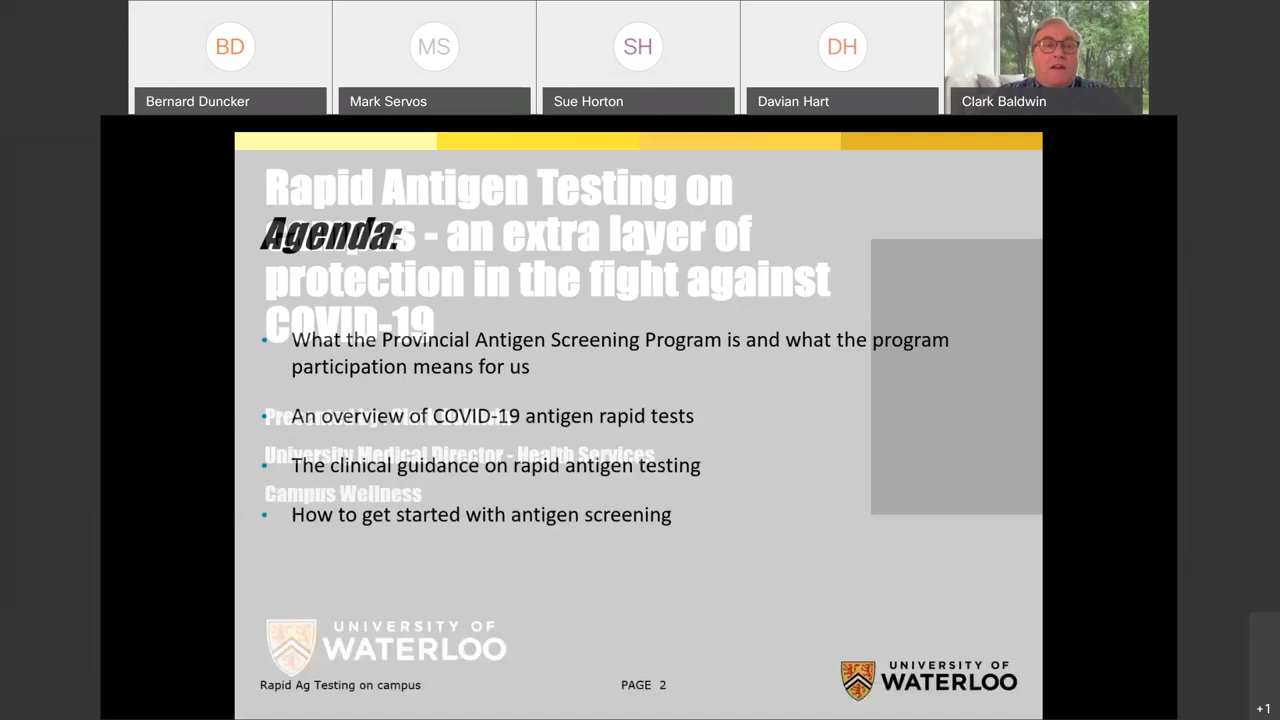 BD
MS
SH
DH
Bernard Duncker
Mark Servos
Sue Horton
Davian Hart
Clark Baldwin
Rapid Antigen Testing on
- an extra layer of
protection in the fight against
COVID-19
Agenda:
• What the Provincial Antigen Screening Program is and what the program
participation means for us
• An overview of COVID-19 antigen rapid tests
University Medical Director - Health Services
• The clinical guidance on rapid antigen testing
Campus Wellness
• How to get started with antigen screening
UNIVERSITY OF
WATERLOO
Rapid Ag Testing on campus
PAGE 2
UNIVERSITY OF
WATERLOO
+1